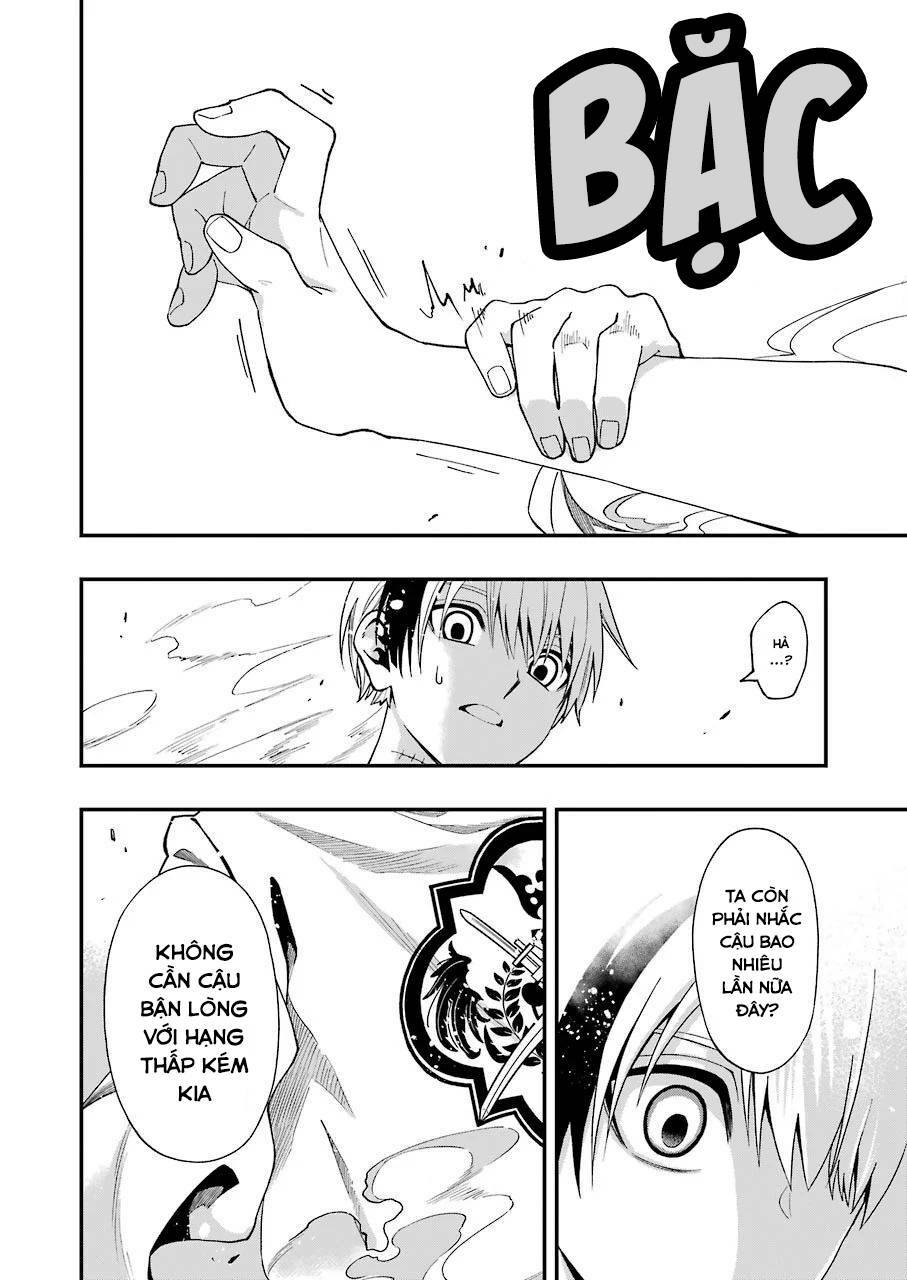 BẶC
HẢ
...?
TA CÒN
PHẢI NHẮC
CẬU BAO
NHIÊU
LẦN NỮA
ĐÂY?
KHÔNG
CẦN CẬU
BẬN LÒNG
VỚI HẠNG
THẤP KÉM
KIA